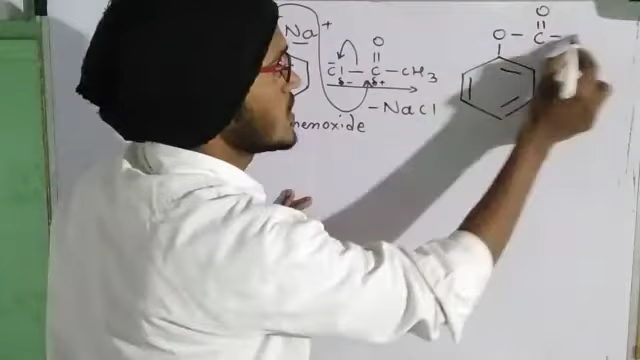 Na+
O
||
Cl - C - CH3
δ- δ+
-NaCl
henoxide
O
||
O - C -